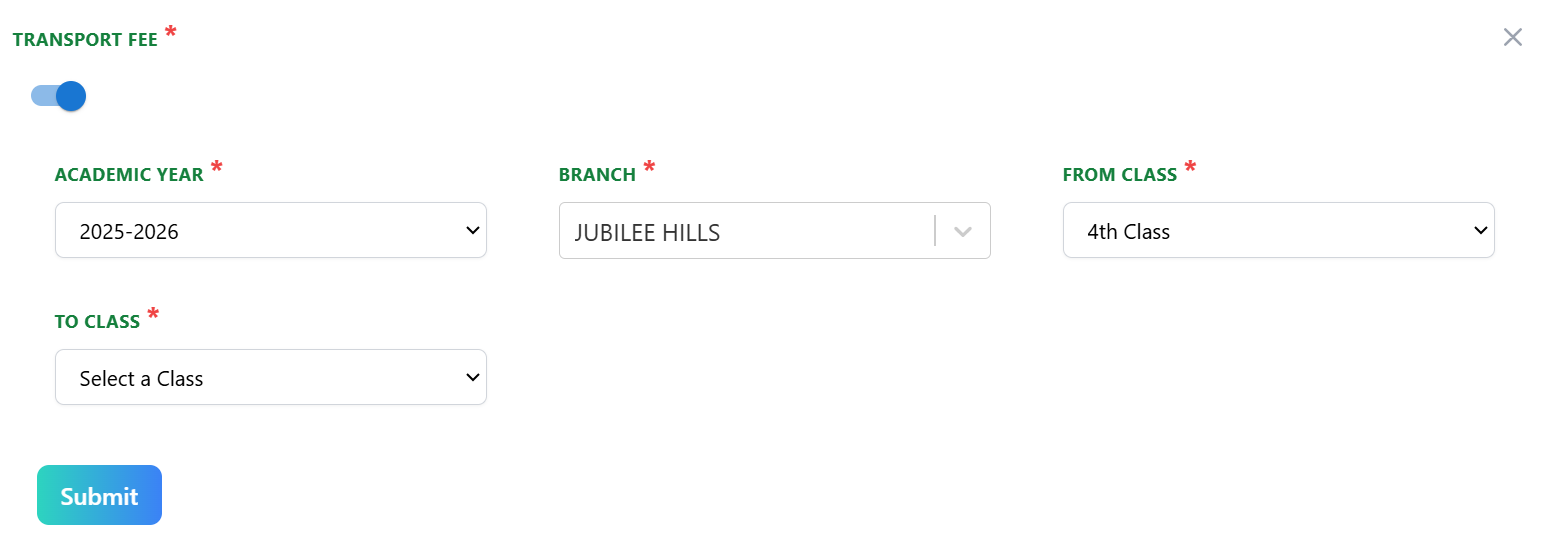 TRANSPORT FEE *
ACADEMIC YEAR *
2025-2026
BRANCH *
JUBILEE HILLS
FROM CLASS *
4th Class
TO CLASS *
Select a Class
Submit